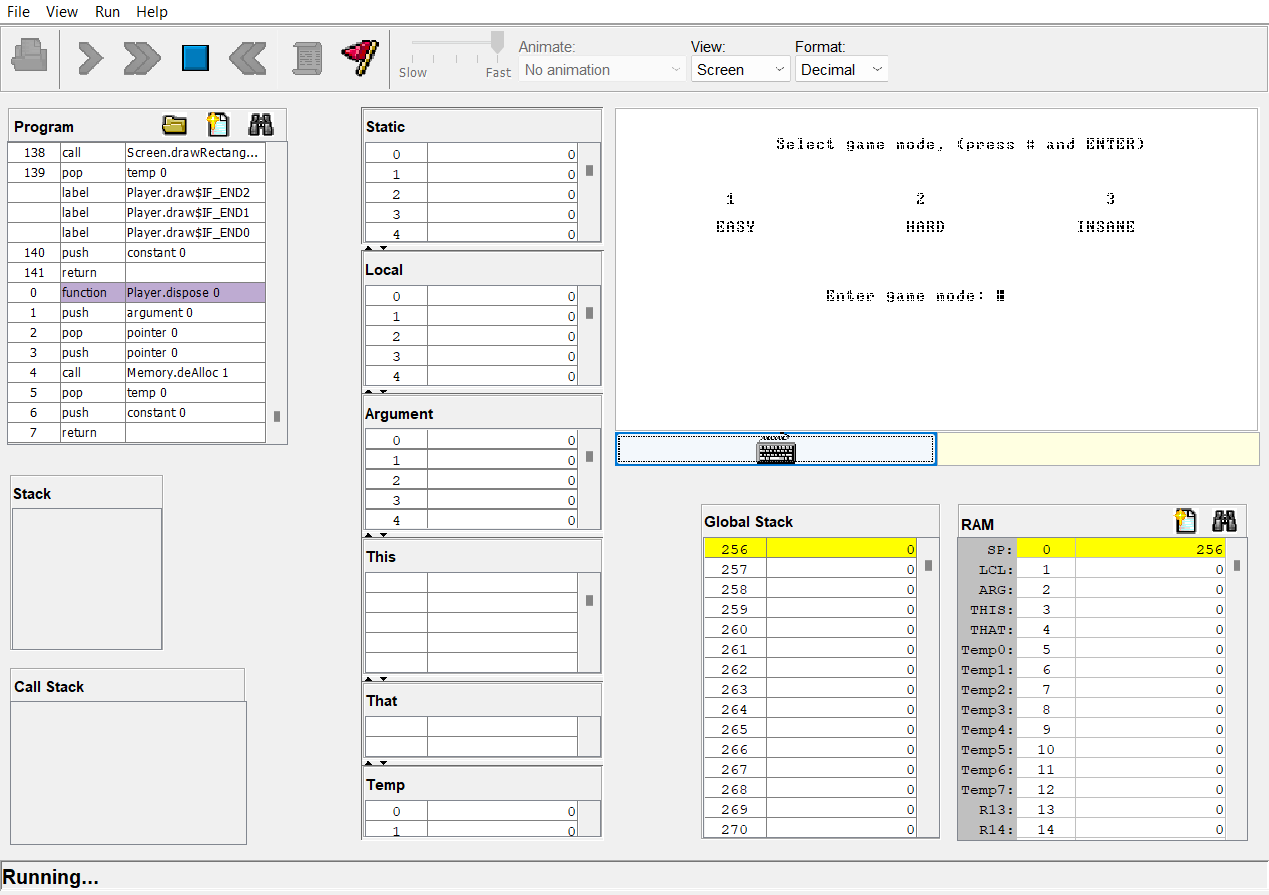 File View Run Help
Slow Fast
Animate:
No animation
View:
Screen
Format:
Decimal
Program
138 call Screen.drawRectang...
139 pop temp 0
label Player.draw$IF_END2
label Player.draw$IF_END1
label Player.draw$IF_END0
140 push constant 0
141 return
0 function Player.dispose 0
1 push argument 0
2 pop pointer 0
3 push pointer 0
4 call Memory.deAlloc 1
5 pop temp 0
6 push constant 0
7 return
Stack
Call Stack
Static
0 0
1 0
2 0
3 0
4 0
Local
0 0
1 0
2 0
3 0
4 0
Argument
0 0
1 0
2 0
3 0
4 0
This
That
Temp
0 0
1 0
Select game mode, (press # and ENTER)
1 2 3
EASY HARD INSANE
Enter game mode:
Global Stack
256 0
257 0
258 0
259 0
260 0
261 0
262 0
263 0
264 0
265 0
266 0
267 0
268 0
269 0
270 0
RAM
SP: 0 256
LCL: 1 0
ARG: 2 0
THIS: 3 0
THAT: 4 0
Temp0: 5 0
Temp1: 6 0
Temp2: 7 0
Temp3: 8 0
Temp4: 9 0
Temp5: 10 0
Temp6: 11 0
Temp7: 12 0
R13: 13 0
R14: 14 0
Running...